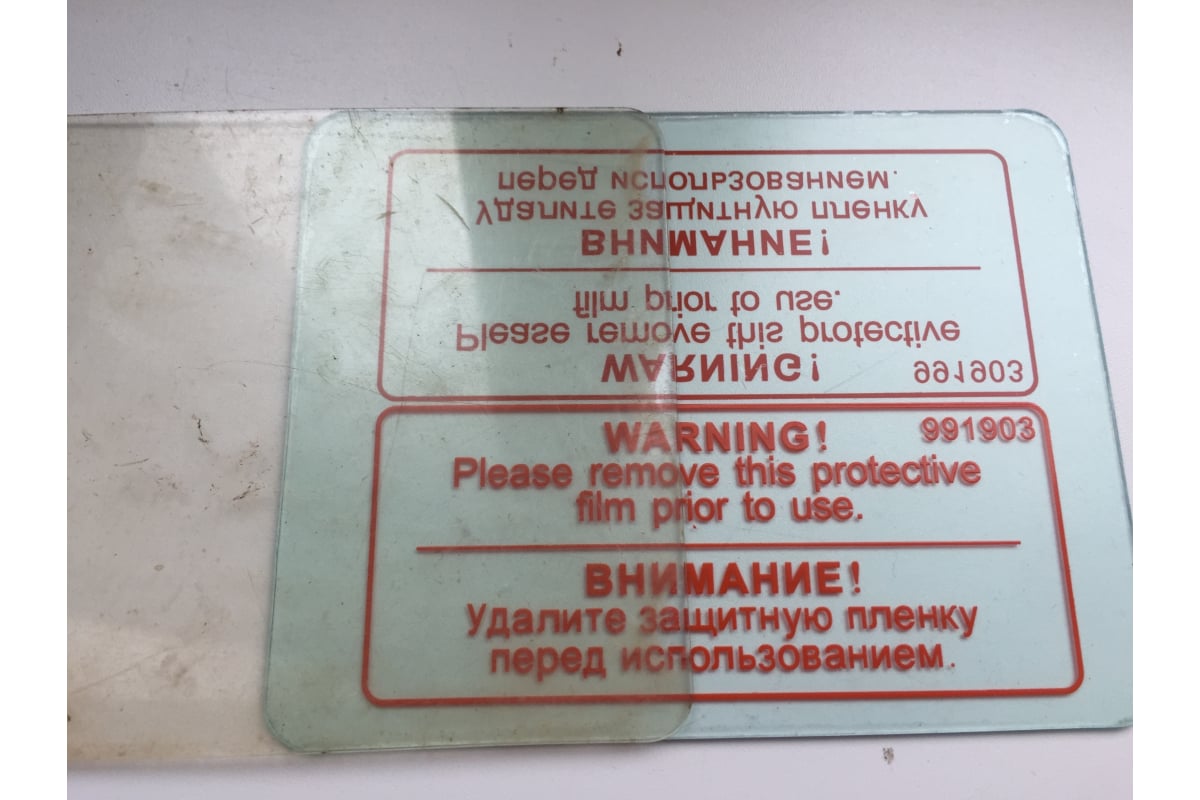 перед использованием.
Удалите защитную пленку
ВНИМАНИЕ!
film prior to use.
Please remove this protective
WARNING! 991903
WARNING! 991903
Please remove this protective
film prior to use.
ВНИМАНИЕ!
Удалите защитную пленку
перед использованием.